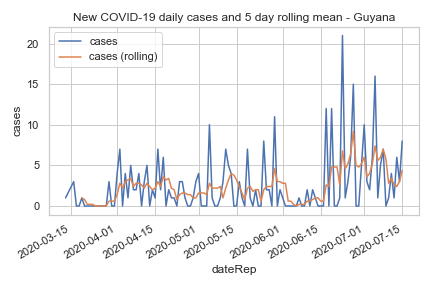 New COVID-19 daily cases and 5 day rolling mean - Guyana
cases
cases (rolling)
cases
20
15
10
5
0
2020-03-15
2020-04-01
2020-04-15
2020-05-01
2020-05-15
2020-06-01
2020-06-15
2020-07-01
2020-07-15
dateRep